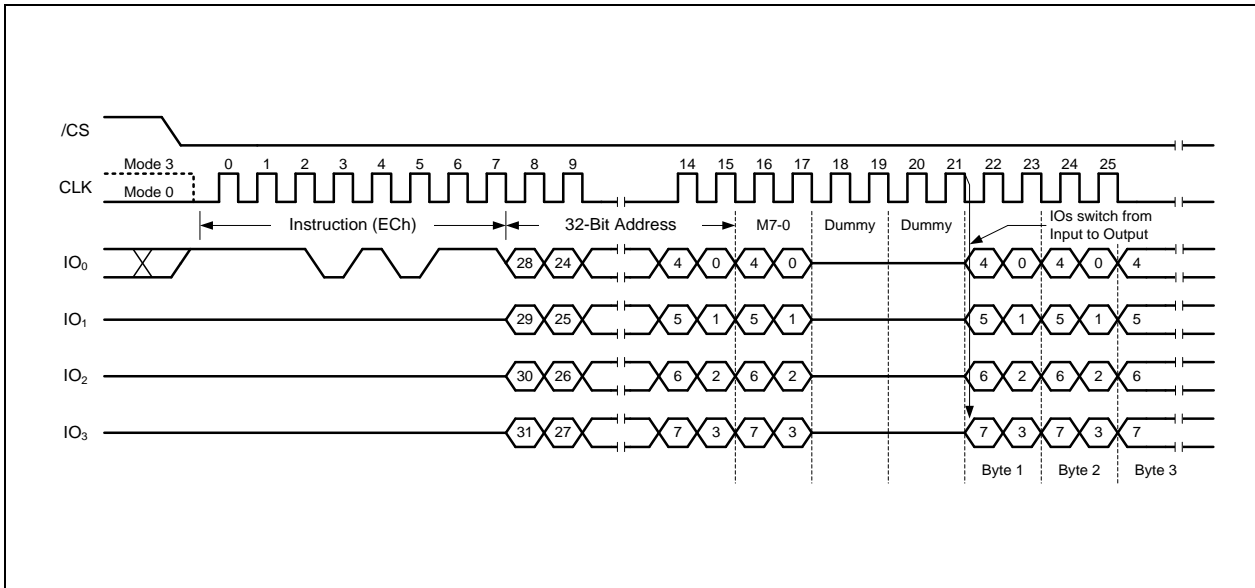 /CS
Mode 3 0 1 2 3 4 5 6 7 8 9 14 15 16 17 18 19 20 21 22 23 24 25
CLK Mode 0
Instruction (ECh) 32-Bit Address M7-0 Dummy Dummy IOs switch from
Input to Output
IO0 28 24 4 0 4 0 4 0 4 0 4
IO1 29 25 5 1 5 1 5 1 5 1 5
IO2 30 26 6 2 6 2 6 2 6 2 6
IO3 31 27 7 3 7 3 7 3 7 3 7
Byte 1 Byte 2 Byte 3